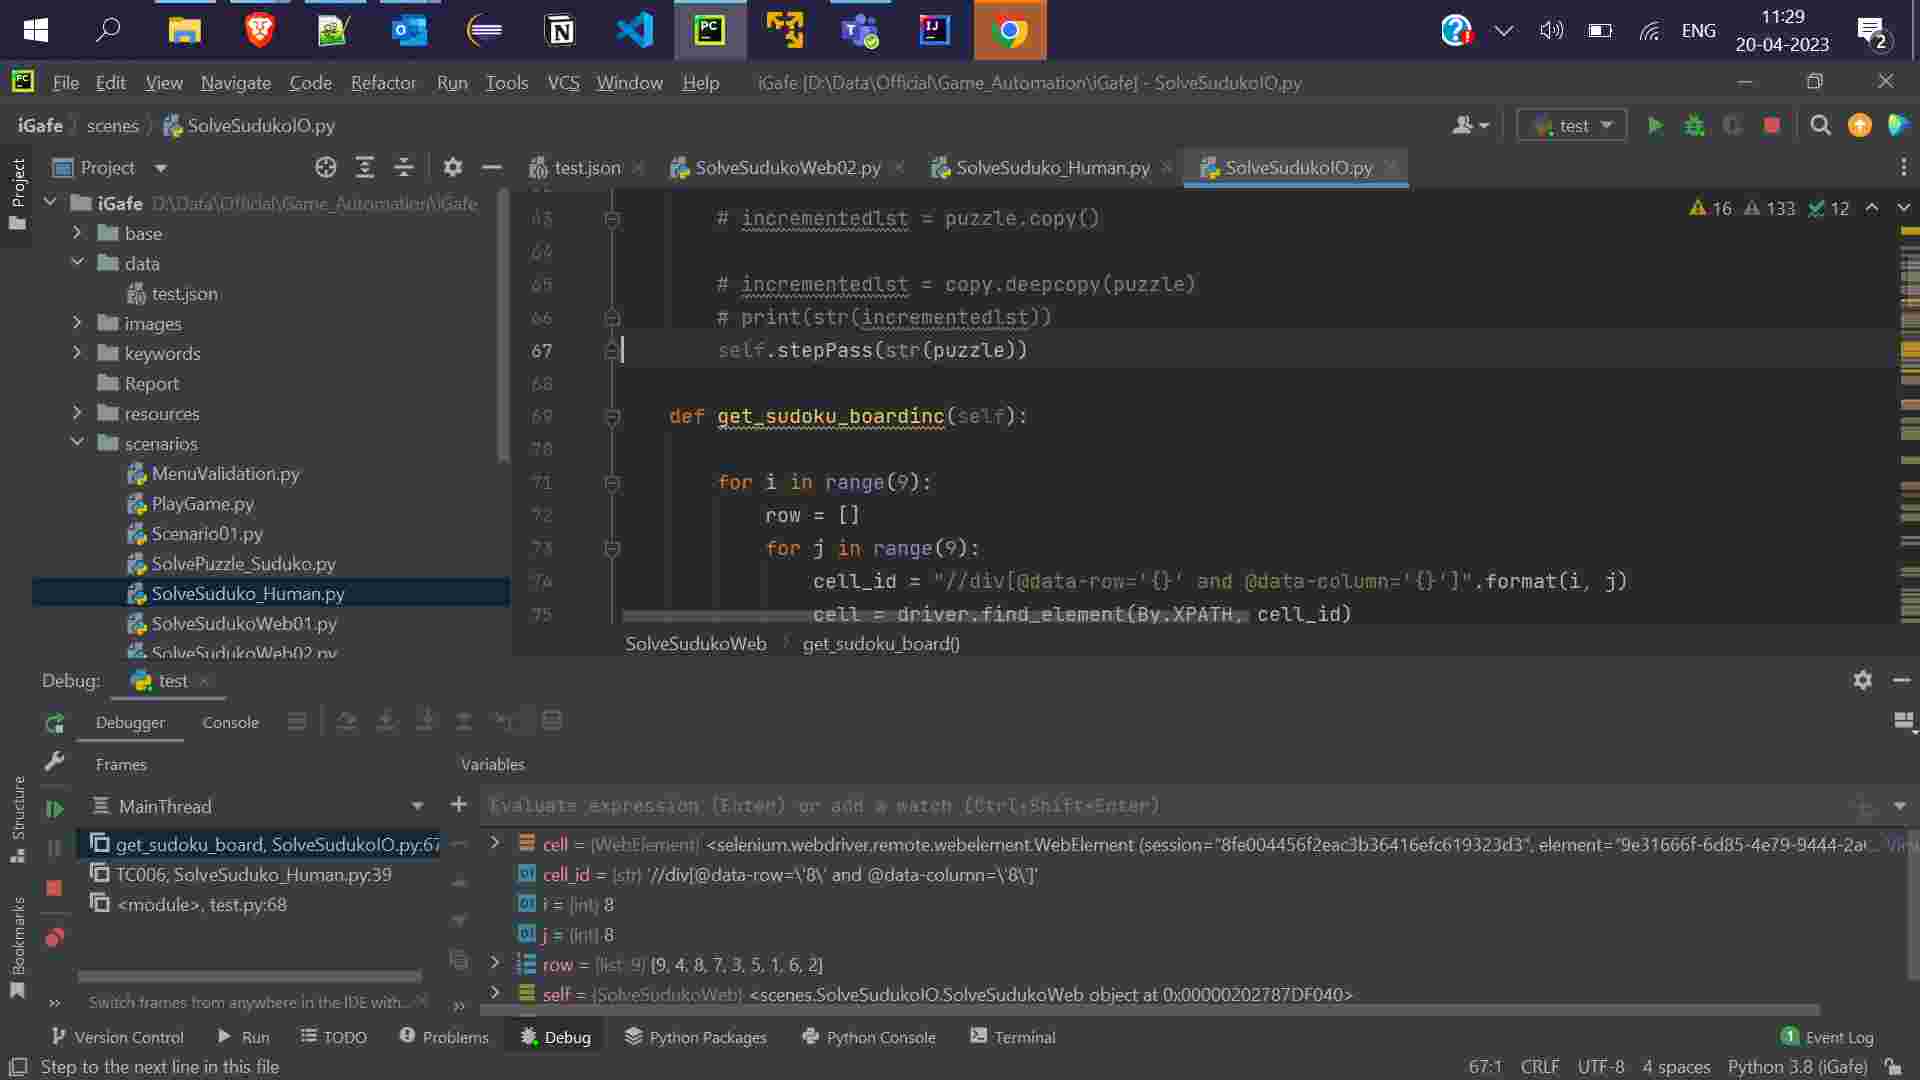 ENG
11:29
20-04-2023
2
File Edit View Navigate Code Refactor Run Tools VCS Window Help iGafe [D:\Data\Official\Game_Automation\iGafe] - SolveSudukoIO.py
iGafe scenes SolveSudukoIO.py
test
Project
test.json SolveSudukoWeb02.py SolveSuduko_Human.py SolveSudukoIO.py
Project
iGafe D:\Data\Official\Game_Automation\iGafe
base
data
test.json
images
keywords
Report
resources
scenarios
MenuValidation.py
PlayGame.py
Scenario01.py
SolvePuzzle_Suduko.py
SolveSuduko_Human.py
SolveSudukoWeb01.py
SolveSudukoWeb02.py
16 133 12
63 # incrementedlst = puzzle.copy()
64
65 # incrementedlst = copy.deepcopy(puzzle)
66 # print(str(incrementedlst))
67 self.stepPass(str(puzzle))
68
69 def get_sudoku_boardinc(self):
70
71 for i in range(9):
72 row = []
73 for j in range(9):
74 cell_id = "//div[@data-row='{}' and @data-column='{}']".format(i, j)
75 cell = driver.find_element(By.XPATH, cell_id)
SolveSudukoWeb get_sudoku_board()
Debug: test
Debugger Console
Frames
Variables
MainThread
Evaluate expression (Enter) or add a watch (Ctrl+Shift+Enter)
get_sudoku_board, SolveSudukoIO.py:67
TC006, SolveSuduko_Human.py:39
<module>, test.py:68
cell = {WebElement} <selenium.webdriver.remote.webelement.WebElement (session="8fe004456f2eac3b36416efc619323d3", element="9e31666f-6d85-4e79-9444-2a
cell_id = {str} '//div[@data-row=\'8\' and @data-column=\'8\']'
i = {int} 8
j = {int} 8
row = {list: 9} [9, 4, 8, 7, 3, 5, 1, 6, 2]
self = {SolveSudukoWeb} <scenes.SolveSudukoIO.SolveSudukoWeb object at 0x00000202787DF040>
Switch frames from anywhere in the IDE with...
Structure
Bookmarks
Version Control Run TODO Problems Debug Python Packages Python Console Terminal
1 Event Log
Step to the next line in this file
67:1 CRLF UTF-8 4 spaces Python 3.8 (iGafe)